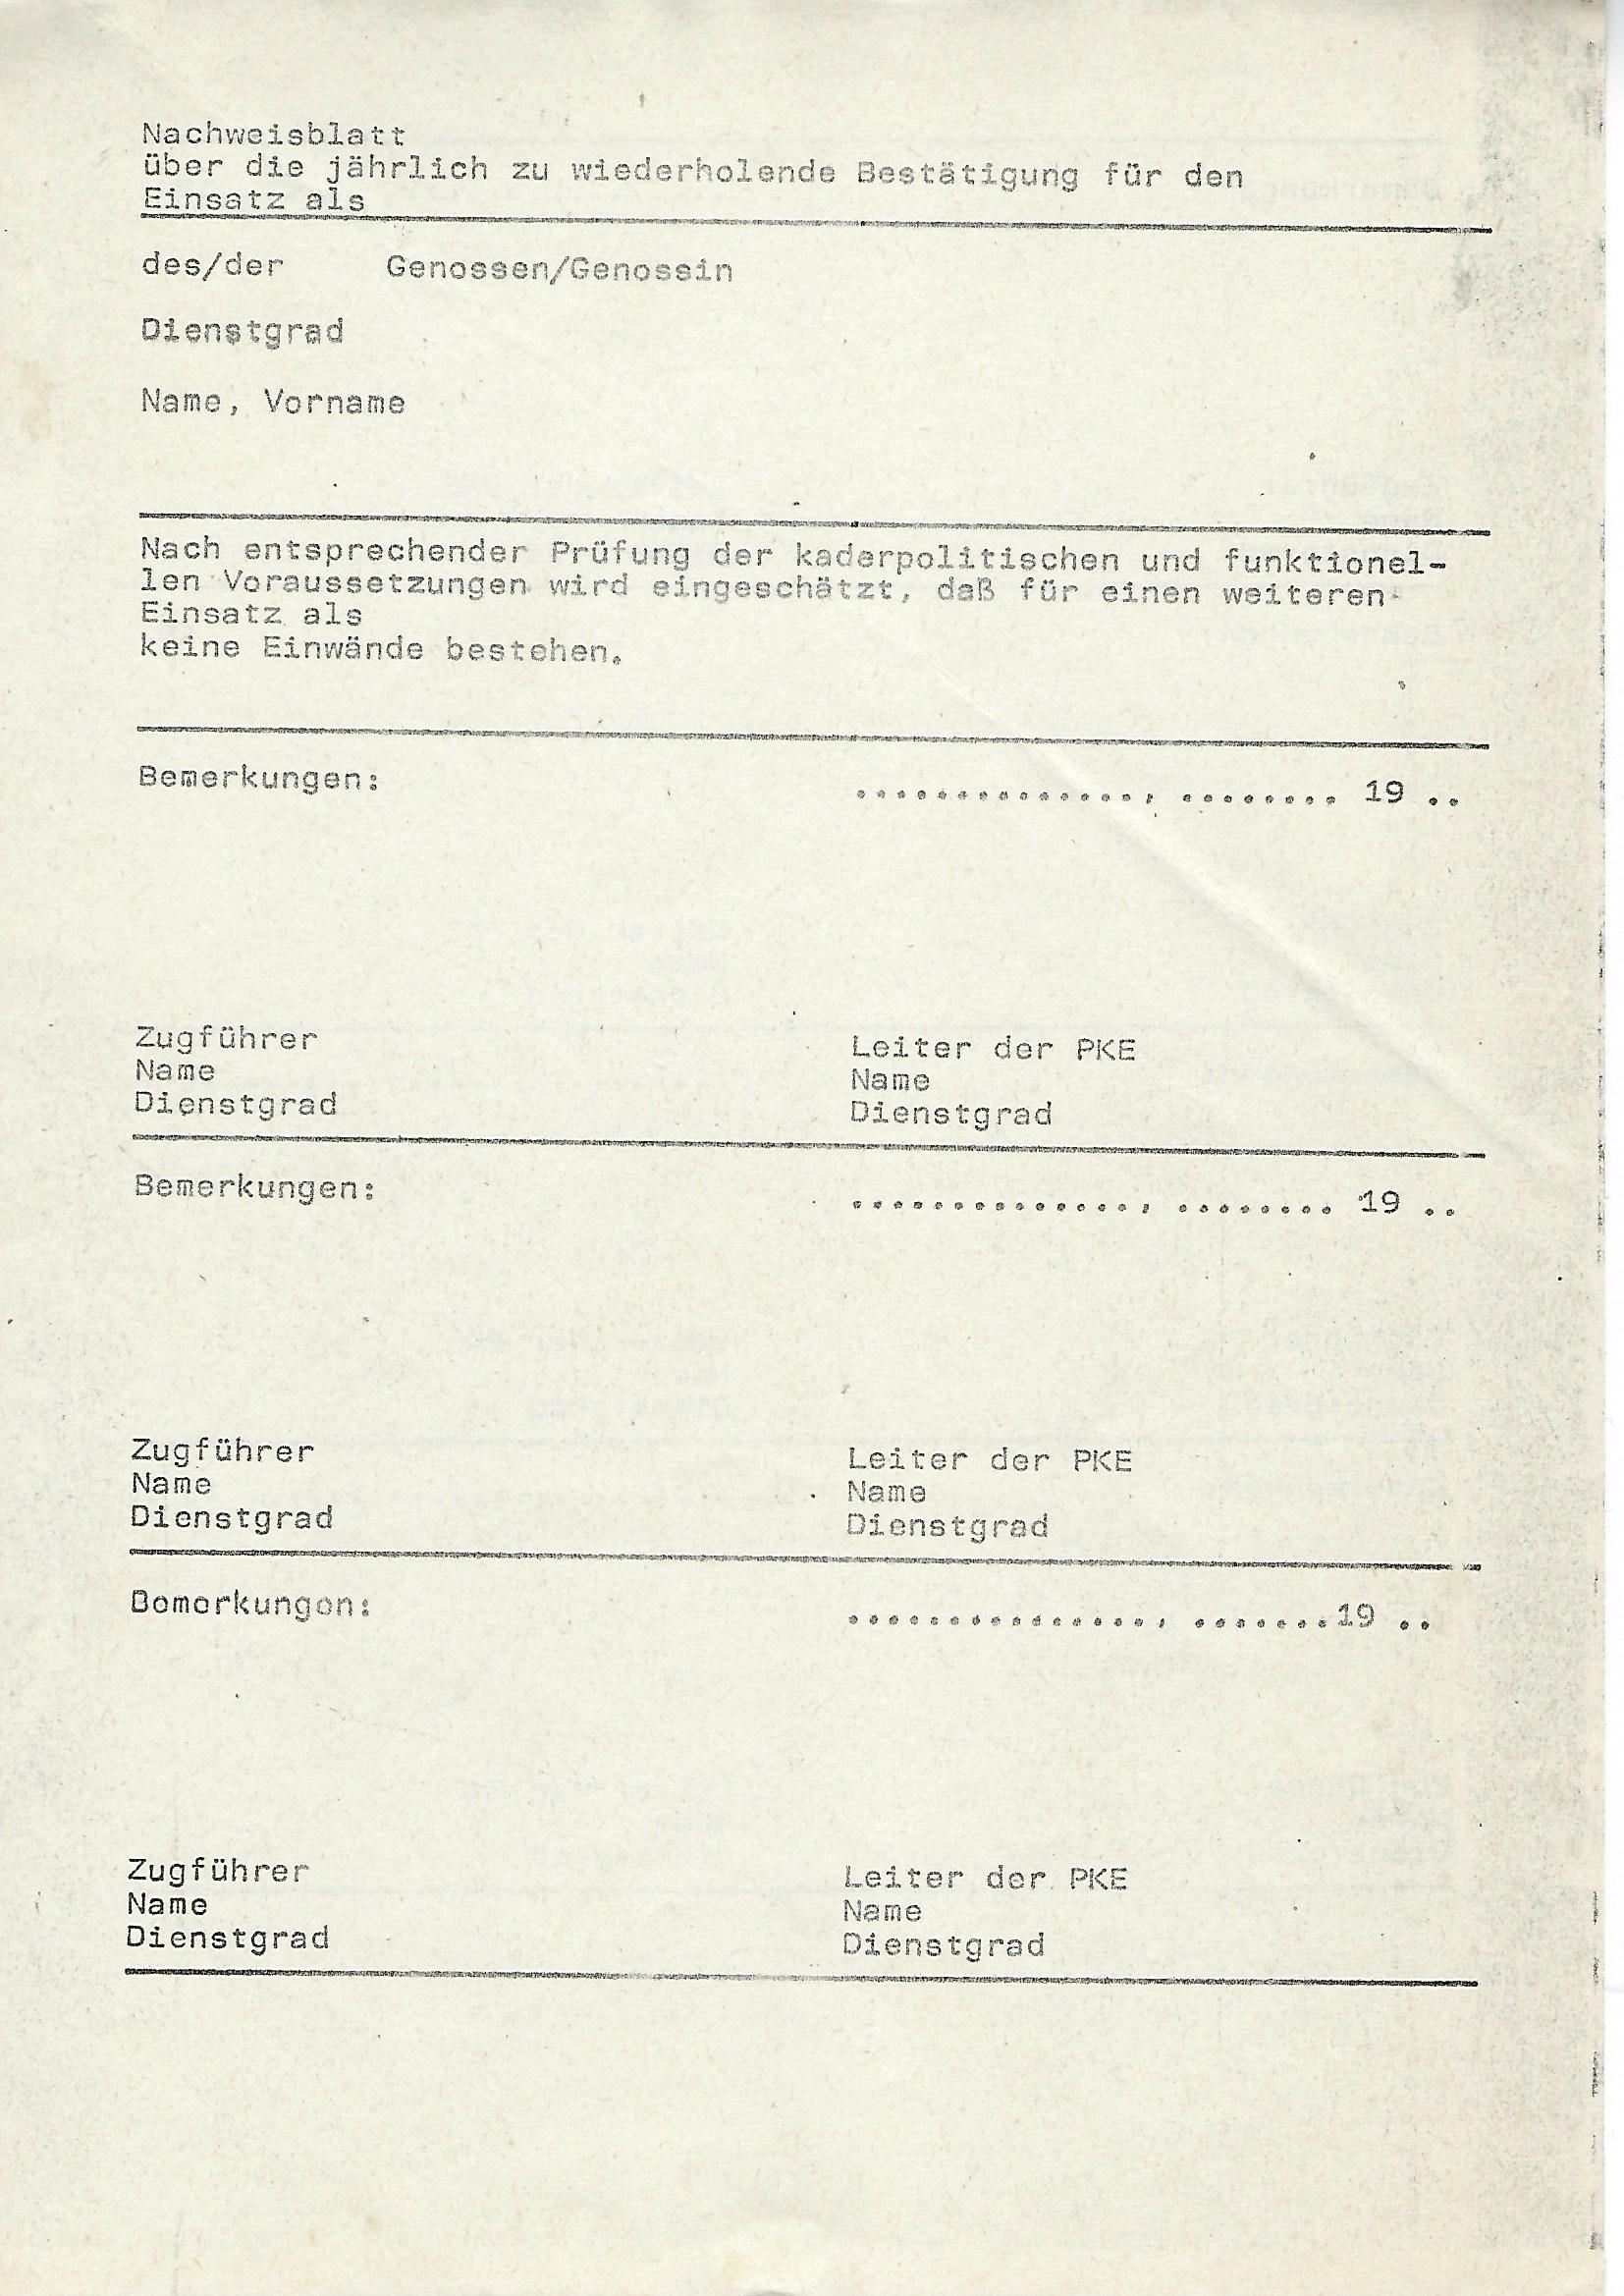 Nachweisblatt
über die jährlich zu wiederholende Bestätigung für den
Einsatz als
des/der Genossen/Genossin
Dienstgrad
Name, Vorname
Nach entsprechender Prüfung der kaderpolitischen und funktionel-
len Voraussetzungen wird eingeschätzt, daß für einen weiteren
Einsatz als
keine Einwände bestehen.
Bemerkungen: .............., ........ 19 ..
Zugführer Leiter der PKE
Name Name
Dienstgrad Dienstgrad
Bemerkungen: .............., ........ 19 ..
Zugführer Leiter der PKE
Name Name
Dienstgrad Dienstgrad
Bemerkungen: ..............., .......19 ..
Zugführer Leiter der PKE
Name Name
Dienstgrad Dienstgrad